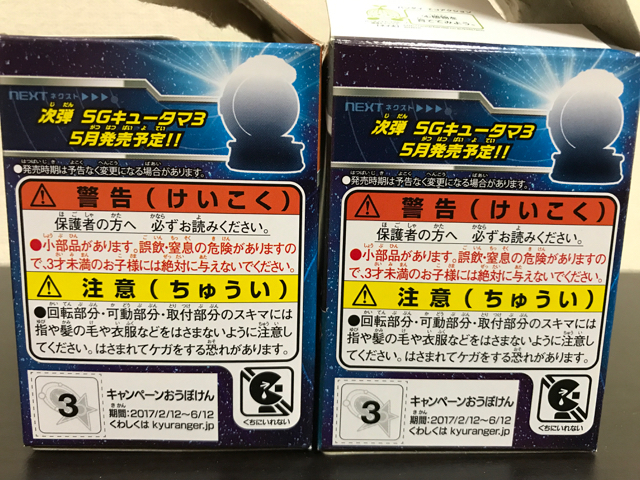 NEXT ネクスト▶▶▶
次弾 SGキュータマ3
5月発売予定!!
●発売時期は予告なく変更になる場合があります。
警告(けいこく)
保護者の方へ 必ずお読みください。
●小部品があります。誤飲・窒息の危険がありますの
で、3才未満のお子様には絶対に与えないでください。
注意(ちゅうい)
●回転部分・可動部分・取付部分のスキマには
指や髪の毛や衣服などをはさまないように注意し
てください。はさまれてケガをする恐れがあります。
3
キャンペーンおうぼけん
期間:2017/2/12~6/12
くわしくは kyuranger.jp
くちにいれない
NEXT ネクスト▶▶▶
次弾 SGキュータマ3
5月発売予定!!
●発売時期は予告なく変更になる場合があります。
警告(けいこく)
保護者の方へ 必ずお読みください。
●小部品があります。誤飲・窒息の危険がありますの
で、3才未満のお子様には絶対に与えないでください。
注意(ちゅうい)
●回転部分・可動部分・取付部分のスキマには
指や髪の毛や衣服などをはさまないように注意し
てください。はさまれてケガをする恐れがあります。
3
キャンペーンおうぼけん
期間:2017/2/12~6/12
くわしくは kyuranger.jp
くちにいれない